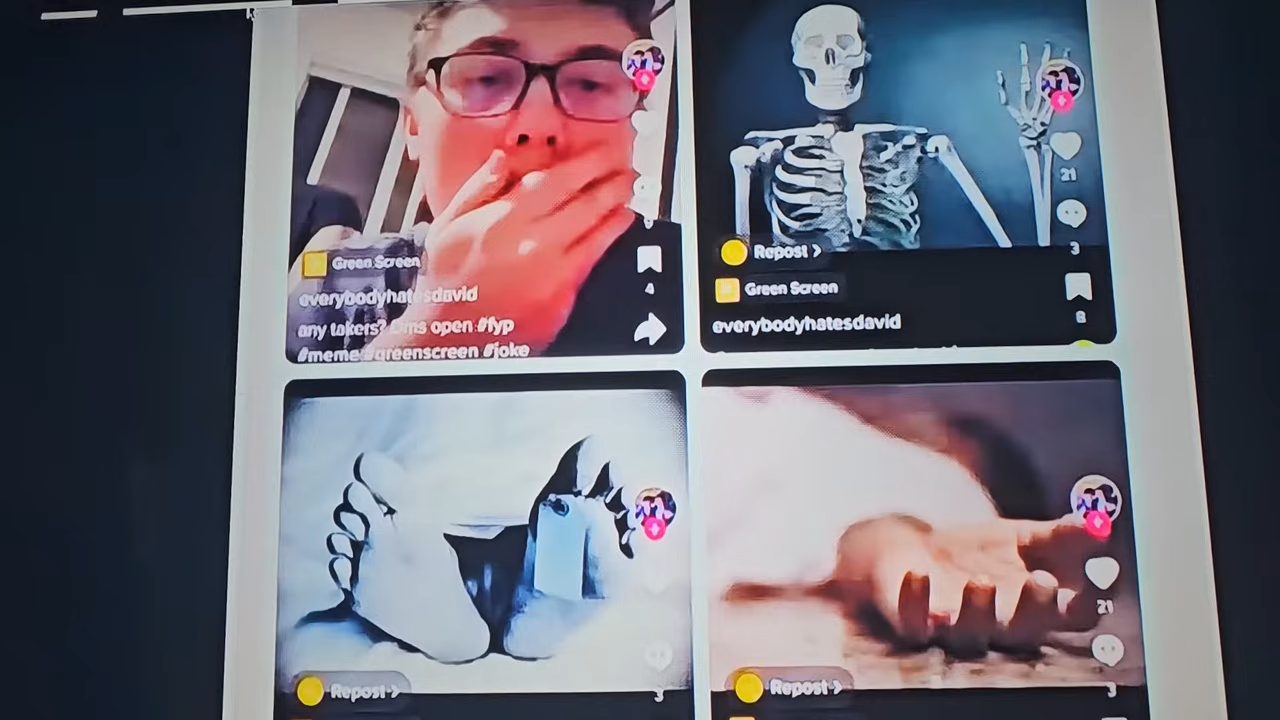 Green Screen
everybodyhatesdavid
any takers? Dms open #fyp
#meme #greenscreen #joke
4
21
3
Repost >
Green Screen
everybodyhatesdavid
8
Repost >
3
21
Repost >
3